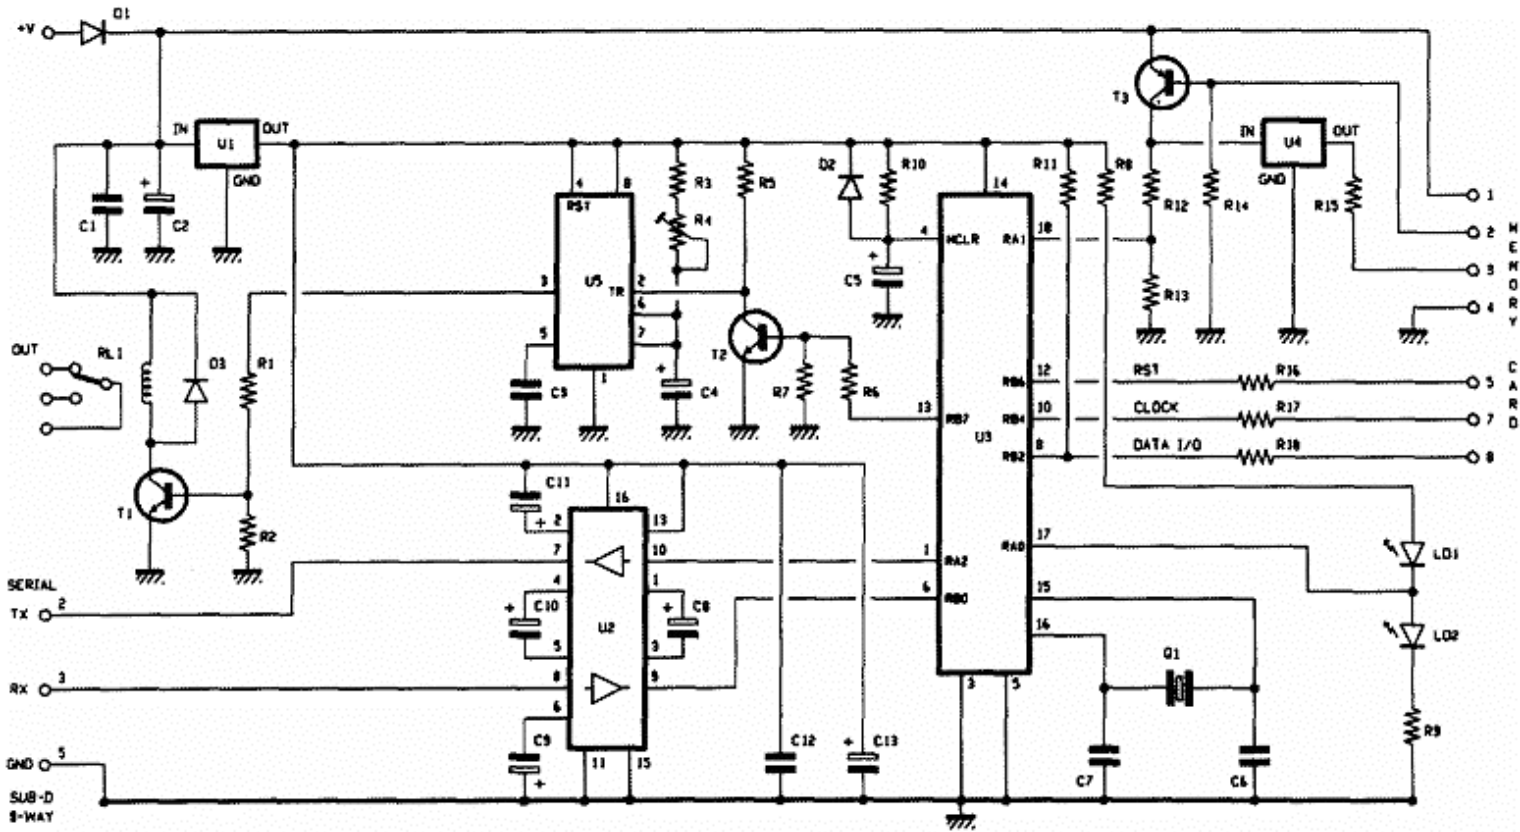 +V
D1
T3
IN
U1
OUT
GND
IN
U4
OUT
GND
C1
+
C2
4
8
RST
R3
R4
R5
D2
R10
14
R11
R8
R12
R14
R15
1
2
3
4
MEMORY
CARD
3
U5
TR
2
6
7
5
1
C3
+
C4
T2
R7
R6
4
MCLR
+
C5
RA1
18
R13
OUT
RL1
D3
R1
T1
R2
RB6
12
RST
R16
5
13
RB7
U3
RB4
10
CLOCK
R17
7
RB2
8
DATA I/O
R18
8
C11
+
2
16
13
7
10
1
RA2
RA0
17
LD1
SERIAL
TX
2
4
1
6
RB0
15
+
C10
U2
+
C8
5
3
16
LD2
Q1
RX
3
8
9
3
5
6
R9
C9
+
11
15
C12
+
C13
C7
C6
GND
5
SUB-D
9-WAY